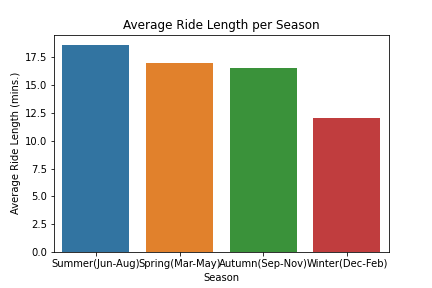 Average Ride Length per Season
Average Ride Length (mins.)
17.5
15.0
12.5
10.0
7.5
5.0
2.5
0.0
Summer(Jun-Aug) Spring(Mar-May) Autumn(Sep-Nov) Winter(Dec-Feb)
Season